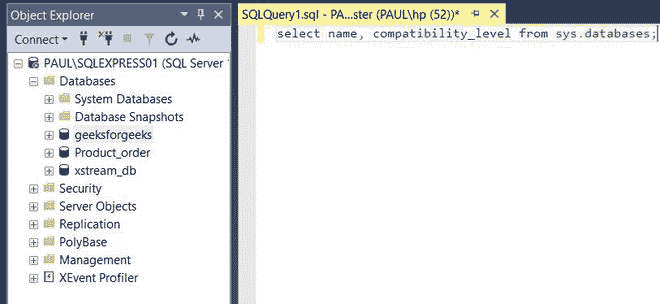 Object Explorer
Connect
PAUL\SQLEXPRESS01 (SQL Server
Databases
System Databases
Database Snapshots
geeksforgeeks
Product_order
xstream_db
Security
Server Objects
Replication
PolyBase
Management
XEvent Profiler
SQLQuery1.sql - PA...ster (PAUL\hp (52))*
select name, compatibility_level from sys.databases;